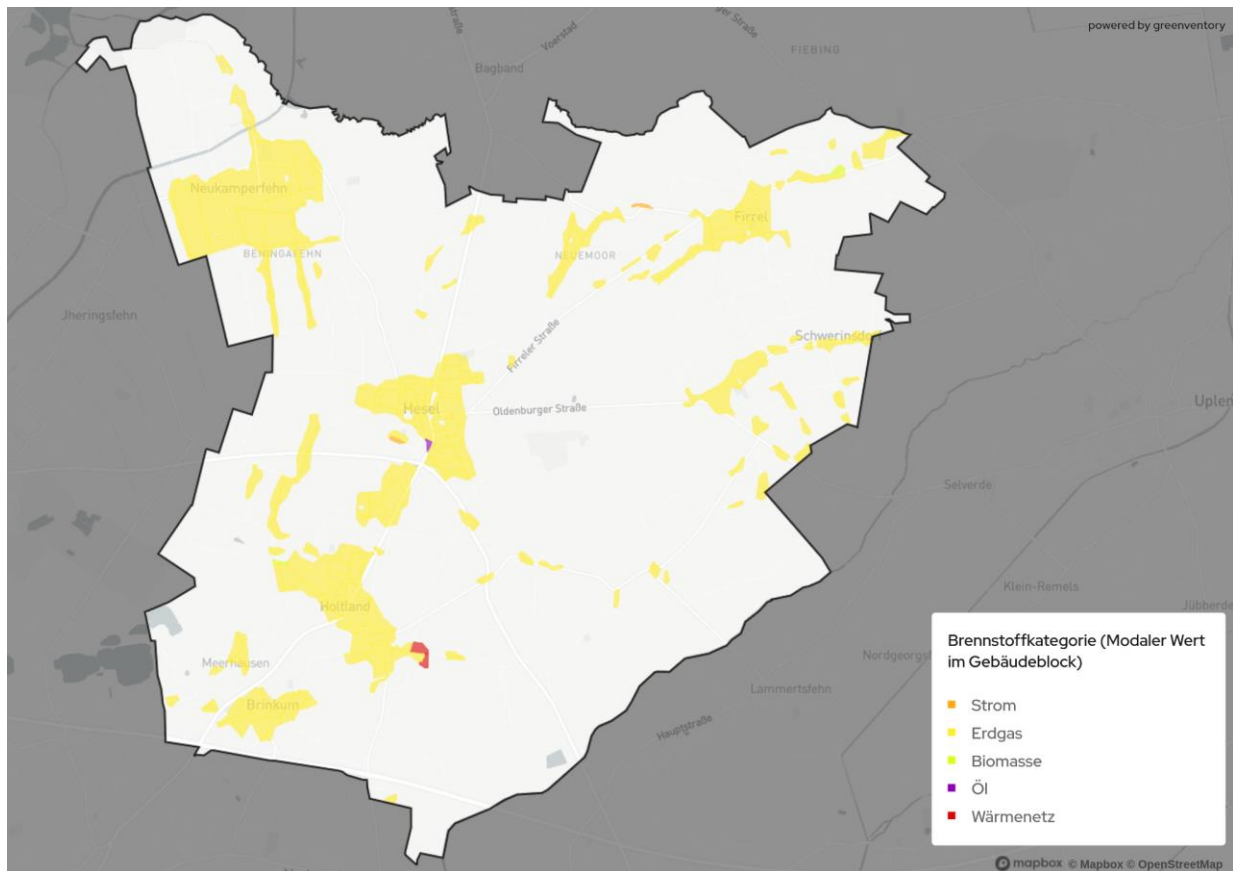 powered by greenventory
Voerstad
FIEBING
Bagband
Neukamperfehn
Firrel
BENINGAFEHN
NEUEMOOR
Jheringsfehn
Schwerinsdorf
Firreler Straße
Hesel
Oldenburger Straße
Uplen
Selverde
Klein-Remels
Jübberde
Holtland
Meerhausen
Nordgeorgsf
Lammertsfehn
Brinkum
Hauptstraße
Brennstoffkategorie (Modaler Wert
im Gebäudeblock)
Strom
Erdgas
Biomasse
Öl
Wärmenetz
mapbox © Mapbox © OpenStreetMap